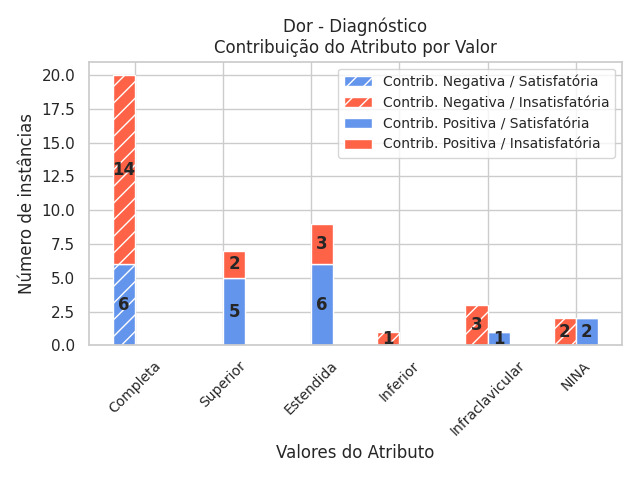 Dor - Diagnóstico
Contribuição do Atributo por Valor
Número de instâncias
20.0
17.5
15.0
12.5
10.0
7.5
5.0
2.5
0.0
Contrib. Negativa / Satisfatória
Contrib. Negativa / Insatisfatória
Contrib. Positiva / Satisfatória
Contrib. Positiva / Insatisfatória
14
6
2
5
3
6
1
3
1
2
2
Completa
Superior
Estendida
Inferior
Infraclavicular
NINA
Valores do Atributo